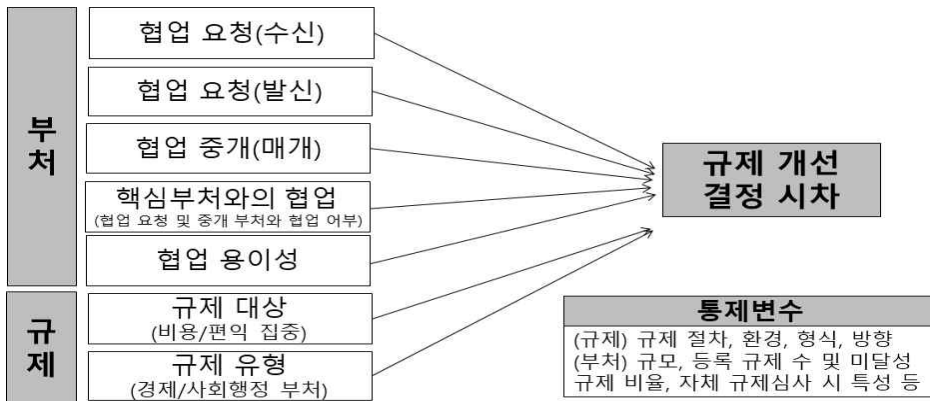 부처
협업 요청(수신)
협업 요청(발신)
협업 중개(매개)
핵심부처와의 협업
(협업 요청 및 중개 부처와 협업 어부)
협업 용이성
규제
규제 대상
(비용/편익 집중)
규제 유형
(경제/사회행정 부처)
규제 개선
결정 시차
통제변수
(규제) 규제 절차, 환경, 형식, 방향
(부처) 규모, 등록 규제 수 및 미달성
규제 비율, 자체 규제심사 시 특성 등